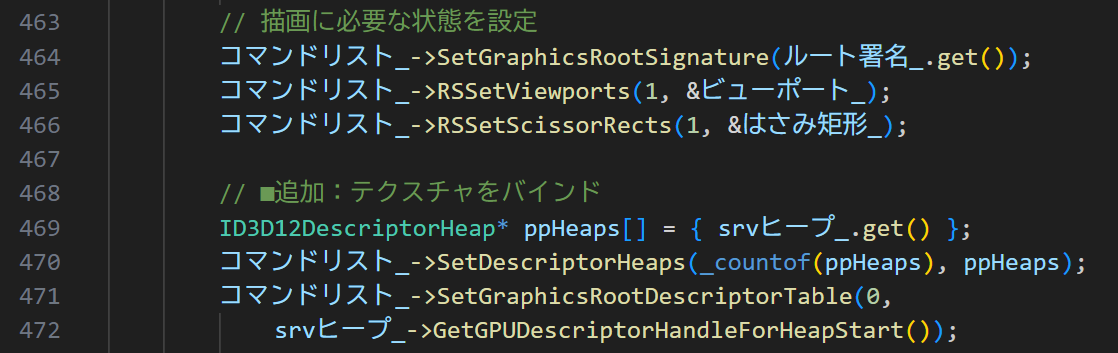 463 // 描画に必要な状態を設定
464 コマンドリスト_->SetGraphicsRootSignature(ルート署名_.get());
465 コマンドリスト_->RSSetViewports(1, &ビューポート_);
466 コマンドリスト_->RSSetScissorRects(1, &はさみ矩形_);
467
468 // ■追加：テクスチャをバインド
469 ID3D12DescriptorHeap* ppHeaps[] = { srvヒープ_.get() };
470 コマンドリスト_->SetDescriptorHeaps(_countof(ppHeaps), ppHeaps);
471 コマンドリスト_->SetGraphicsRootDescriptorTable(0,
472 srvヒープ_->GetGPUDescriptorHandleForHeapStart());